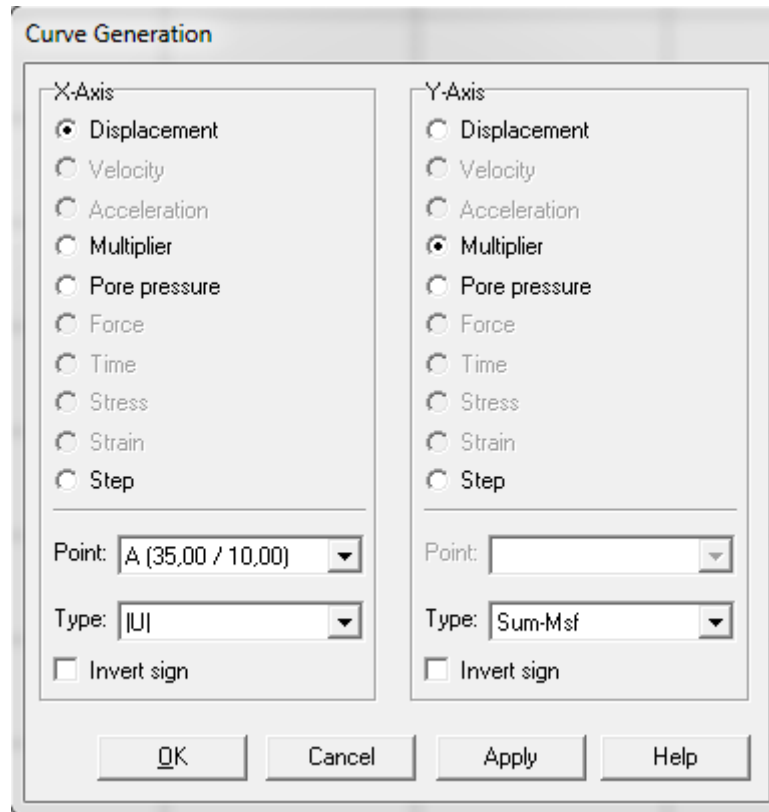 Curve Generation
X-Axis
Displacement
Velocity
Acceleration
Multiplier
Pore pressure
Force
Time
Stress
Strain
Step
Point: A (35,00 / 10,00)
Type: |U|
Invert sign
Y-Axis
Displacement
Velocity
Acceleration
Multiplier
Pore pressure
Force
Time
Stress
Strain
Step
Point:
Type: Sum-Msf
Invert sign
OK Cancel Apply Help